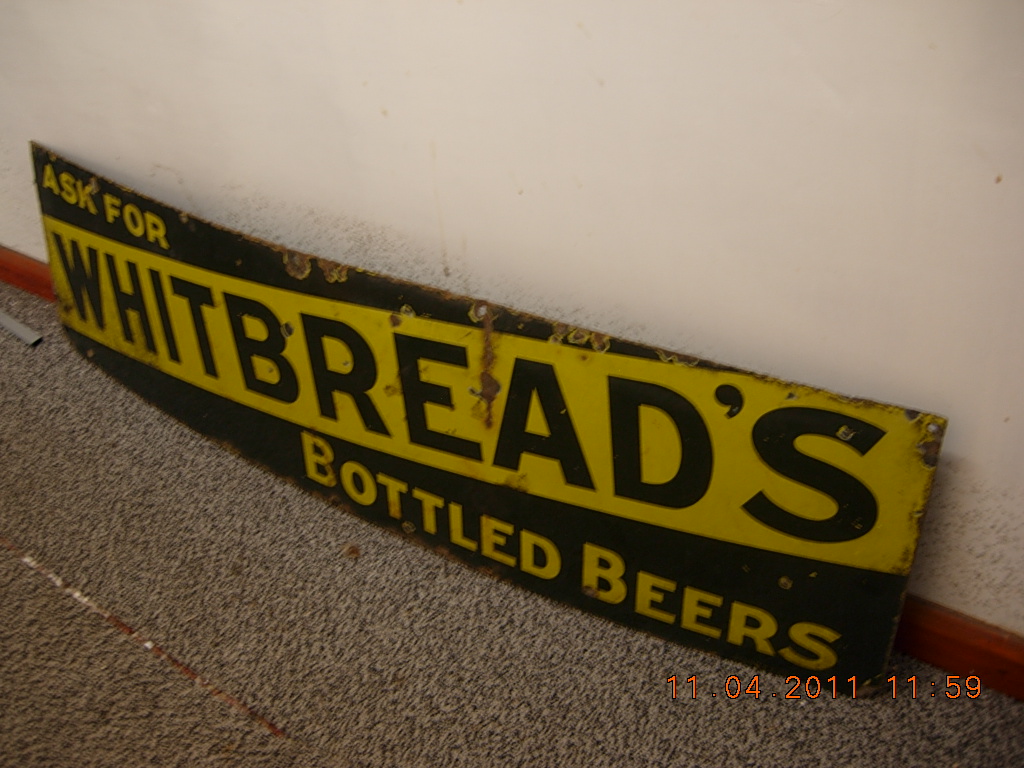 ASK FOR
WHITBREAD'S
BOTTLED BEERS
11.04.2011 11:59